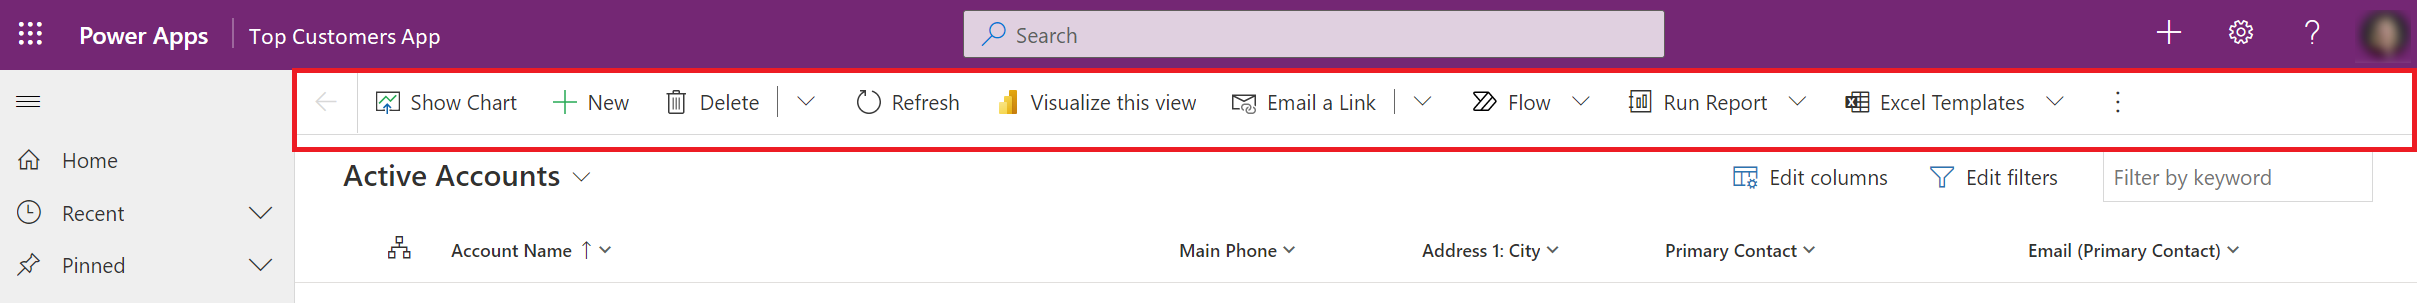 Power Apps Top Customers App Search
Show Chart New Delete Refresh Visualize this view Email a Link Flow Run Report Excel Templates
Home
Recent
Pinned
Active Accounts Edit columns Edit filters Filter by keyword
Account Name Main Phone Address 1: City Primary Contact Email (Primary Contact)